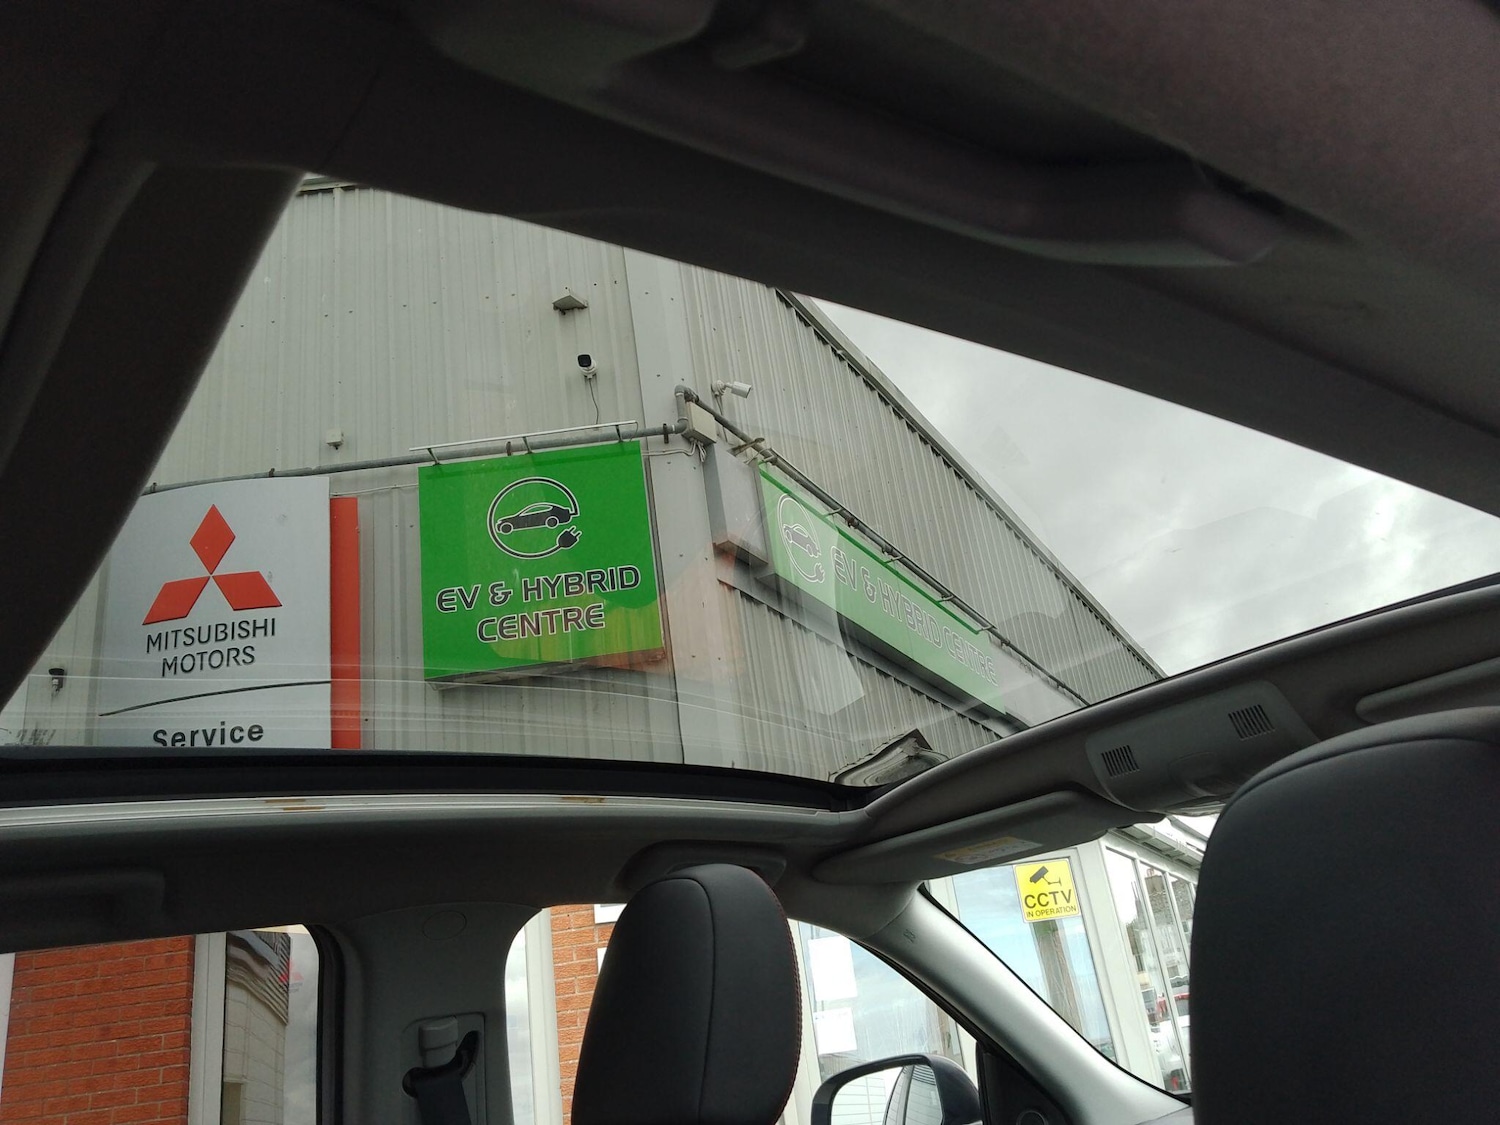 MITSUBISHI
MOTORS
Service
EV & HYBRID
CENTRE
EV & HYBRID CENTRE
CCTV
IN OPERATION